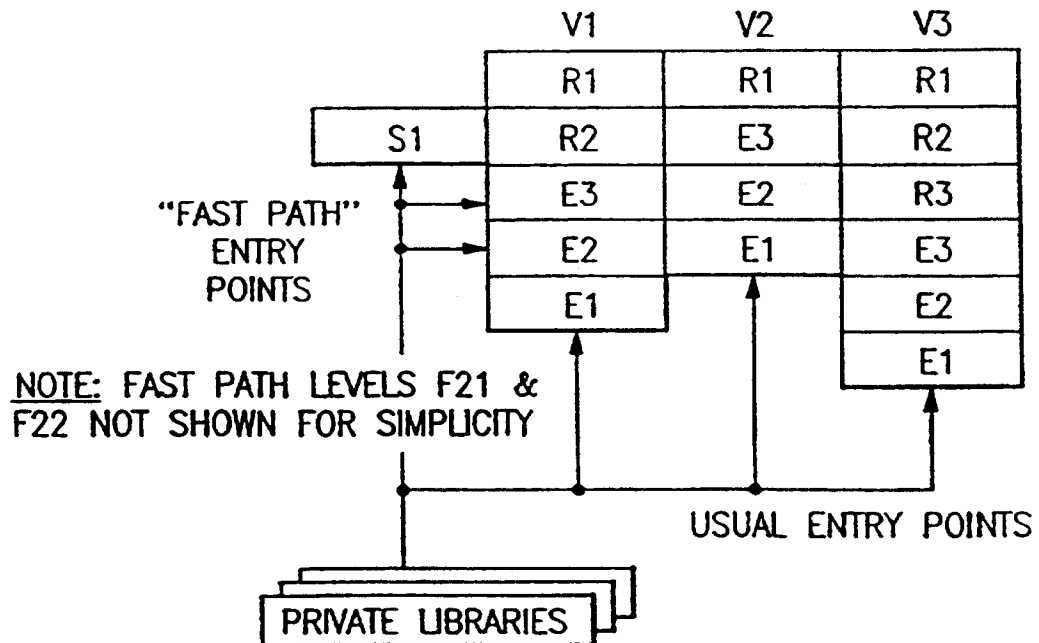 V1 V2 V3
R1 R1 R1
S1 R2 E3 R2
E3 E2 R3
"FAST PATH"
ENTRY
POINTS
E2 E1 E3
E1 E2
E1
NOTE: FAST PATH LEVELS F21 &
F22 NOT SHOWN FOR SIMPLICITY
USUAL ENTRY POINTS
PRIVATE LIBRARIES